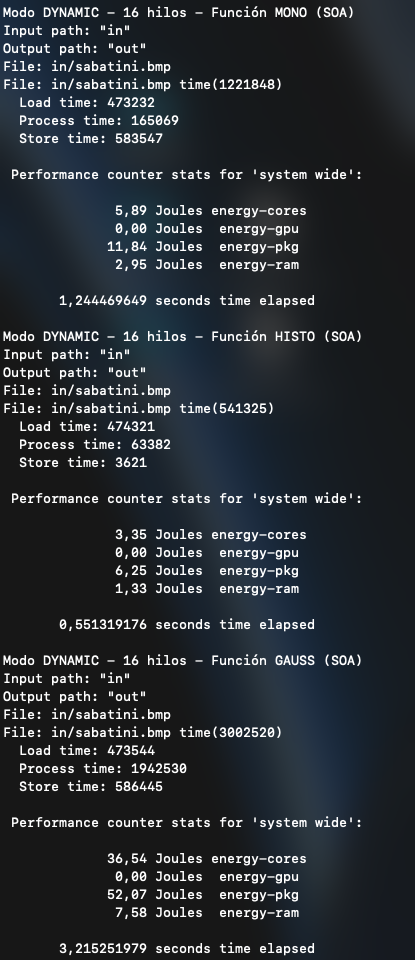 Modo DYNAMIC – 16 hilos – Función MONO (SOA)
Input path: "in"
Output path: "out"
File: in/sabatini.bmp
File: in/sabatini.bmp time(1221848)
Load time: 473232
Process time: 165069
Store time: 583547
Performance counter stats for 'system wide':
5,89 Joules energy-cores
0,00 Joules energy-gpu
11,84 Joules energy-pkg
2,95 Joules energy-ram
1,244469649 seconds time elapsed
Modo DYNAMIC – 16 hilos – Función HISTO (SOA)
Input path: "in"
Output path: "out"
File: in/sabatini.bmp
File: in/sabatini.bmp time(541325)
Load time: 474321
Process time: 63382
Store time: 3621
Performance counter stats for 'system wide':
3,35 Joules energy-cores
0,00 Joules energy-gpu
6,25 Joules energy-pkg
1,33 Joules energy-ram
0,551319176 seconds time elapsed
Modo DYNAMIC – 16 hilos – Función GAUSS (SOA)
Input path: "in"
Output path: "out"
File: in/sabatini.bmp
File: in/sabatini.bmp time(3002520)
Load time: 473544
Process time: 1942530
Store time: 586445
Performance counter stats for 'system wide':
36,54 Joules energy-cores
0,00 Joules energy-gpu
52,07 Joules energy-pkg
7,58 Joules energy-ram
3,215251979 seconds time elapsed